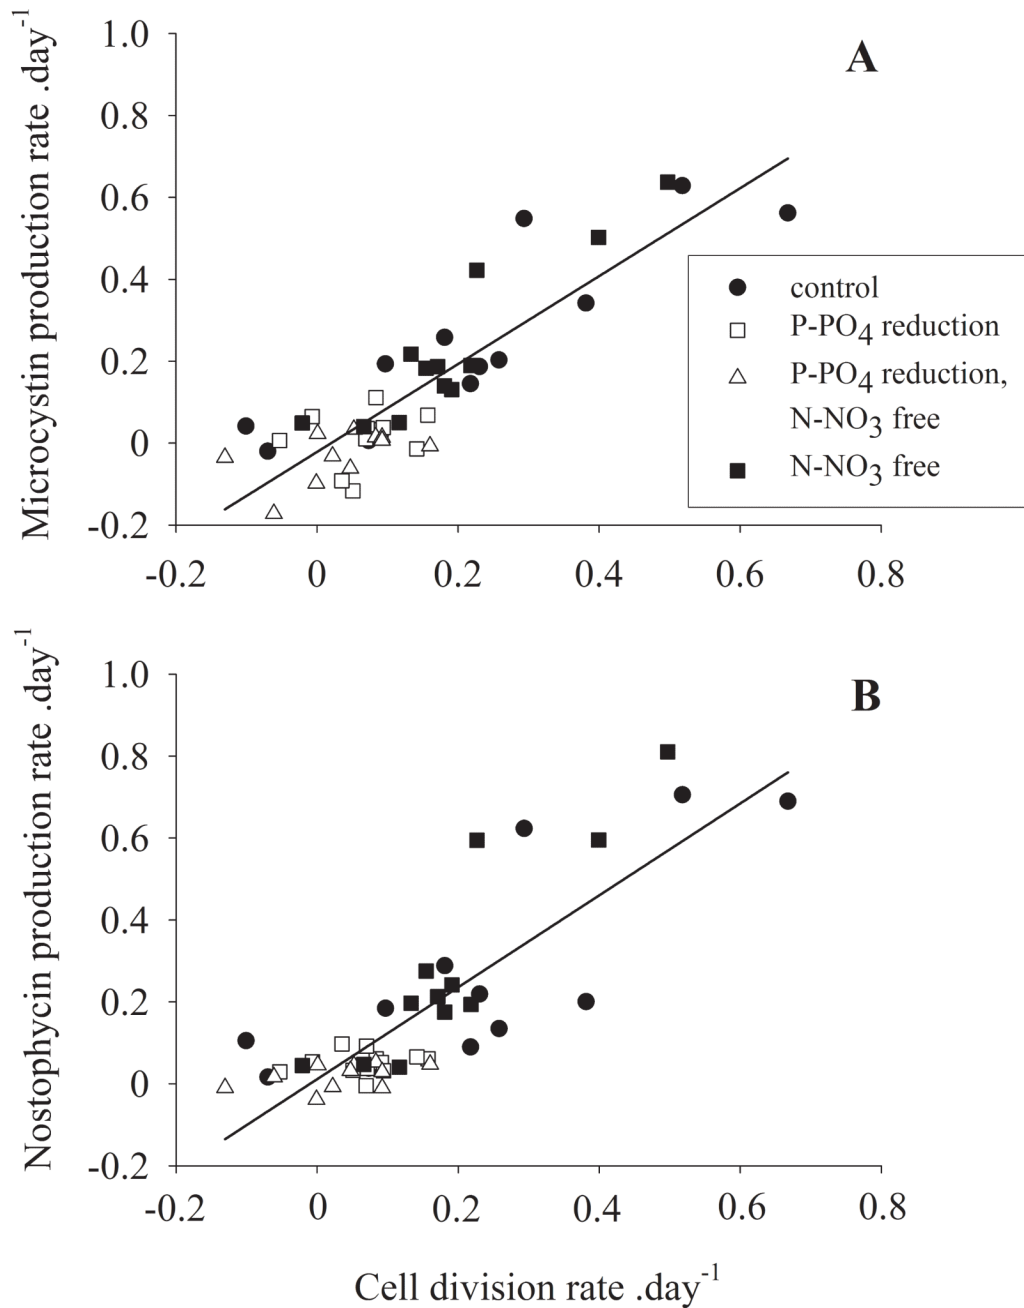 A
Microcystin production rate .day⁻¹
1.0
0.8
0.6
0.4
0.2
0
-0.2
-0.2 0 0.2 0.4 0.6 0.8
control
P-PO₄ reduction
P-PO₄ reduction,
N-NO₃ free
N-NO₃ free
B
Nostophycin production rate .day⁻¹
1.0
0.8
0.6
0.4
0.2
0
-0.2
-0.2 0 0.2 0.4 0.6 0.8
Cell division rate .day⁻¹